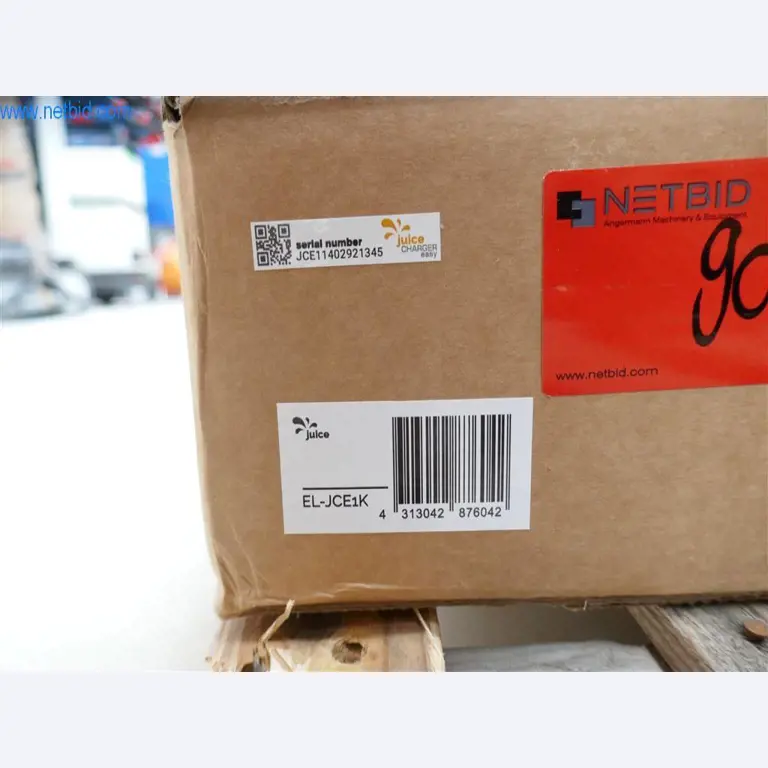 www.netbid.com
NETBID
Angermann Machinery & Equipment
serial number
JCE11402921345
juice
CHARGER
easy
www.netbid.com
juice
EL-JCE1K
4 313042 876042